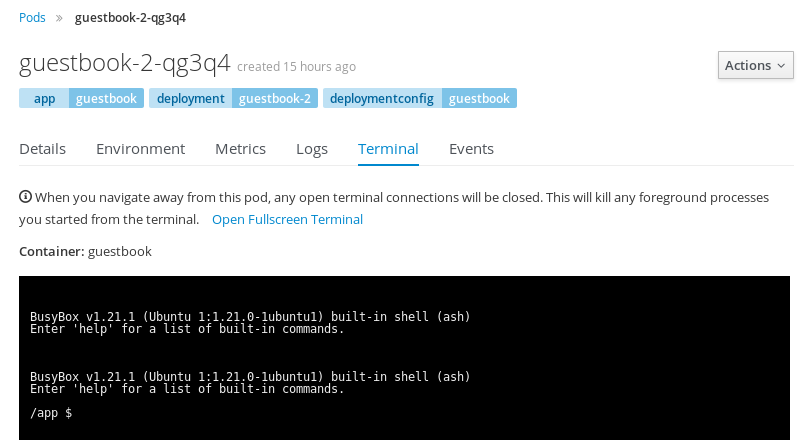 Pods » guestbook-2-qg3q4
guestbook-2-qg3q4 created 15 hours ago
Actions
app guestbook deployment guestbook-2 deploymentconfig guestbook
Details Environment Metrics Logs Terminal Events
When you navigate away from this pod, any open terminal connections will be closed. This will kill any foreground processes
you started from the terminal. Open Fullscreen Terminal
Container: guestbook
BusyBox v1.21.1 (Ubuntu 1:1.21.0-1ubuntu1) built-in shell (ash)
Enter 'help' for a list of built-in commands.
BusyBox v1.21.1 (Ubuntu 1:1.21.0-1ubuntu1) built-in shell (ash)
Enter 'help' for a list of built-in commands.
/app $